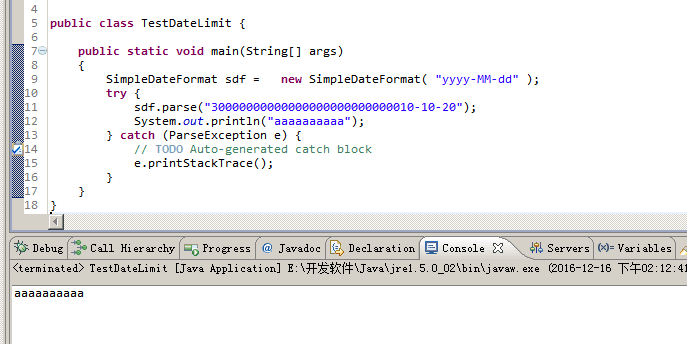 4
5 public class TestDateLimit {
6
7 public static void main(String[] args)
8 {
9 SimpleDateFormat sdf = new SimpleDateFormat( "yyyy-MM-dd" );
10 try {
11 sdf.parse("30000000000000000000000000010-10-20");
12 System.out.println("aaaaaaaaaa");
13 } catch (ParseException e) {
14 // TODO Auto-generated catch block
15 e.printStackTrace();
16 }
17 }
18 }
Debug Call Hierarchy Progress @ Javadoc Declaration Console Servers (x)= Variables
<terminated> TestDateLimit [Java Application] E:\开发软件\Java\jre1.5.0_02\bin\javaw.exe (2016-12-16 下午02:12:41
aaaaaaaaaa